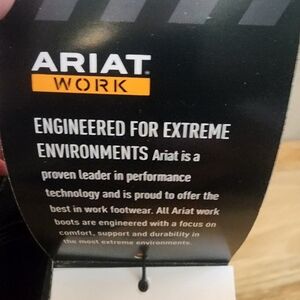 ARIAT
WORK
ENGINEERED FOR EXTREME
ENVIRONMENTS Ariat is a
proven leader in performance
technology and is proud to offer the
best in work footwear. All Ariat work
boots are engineered with a focus on
comfort, support and durability in
the most extreme environments.